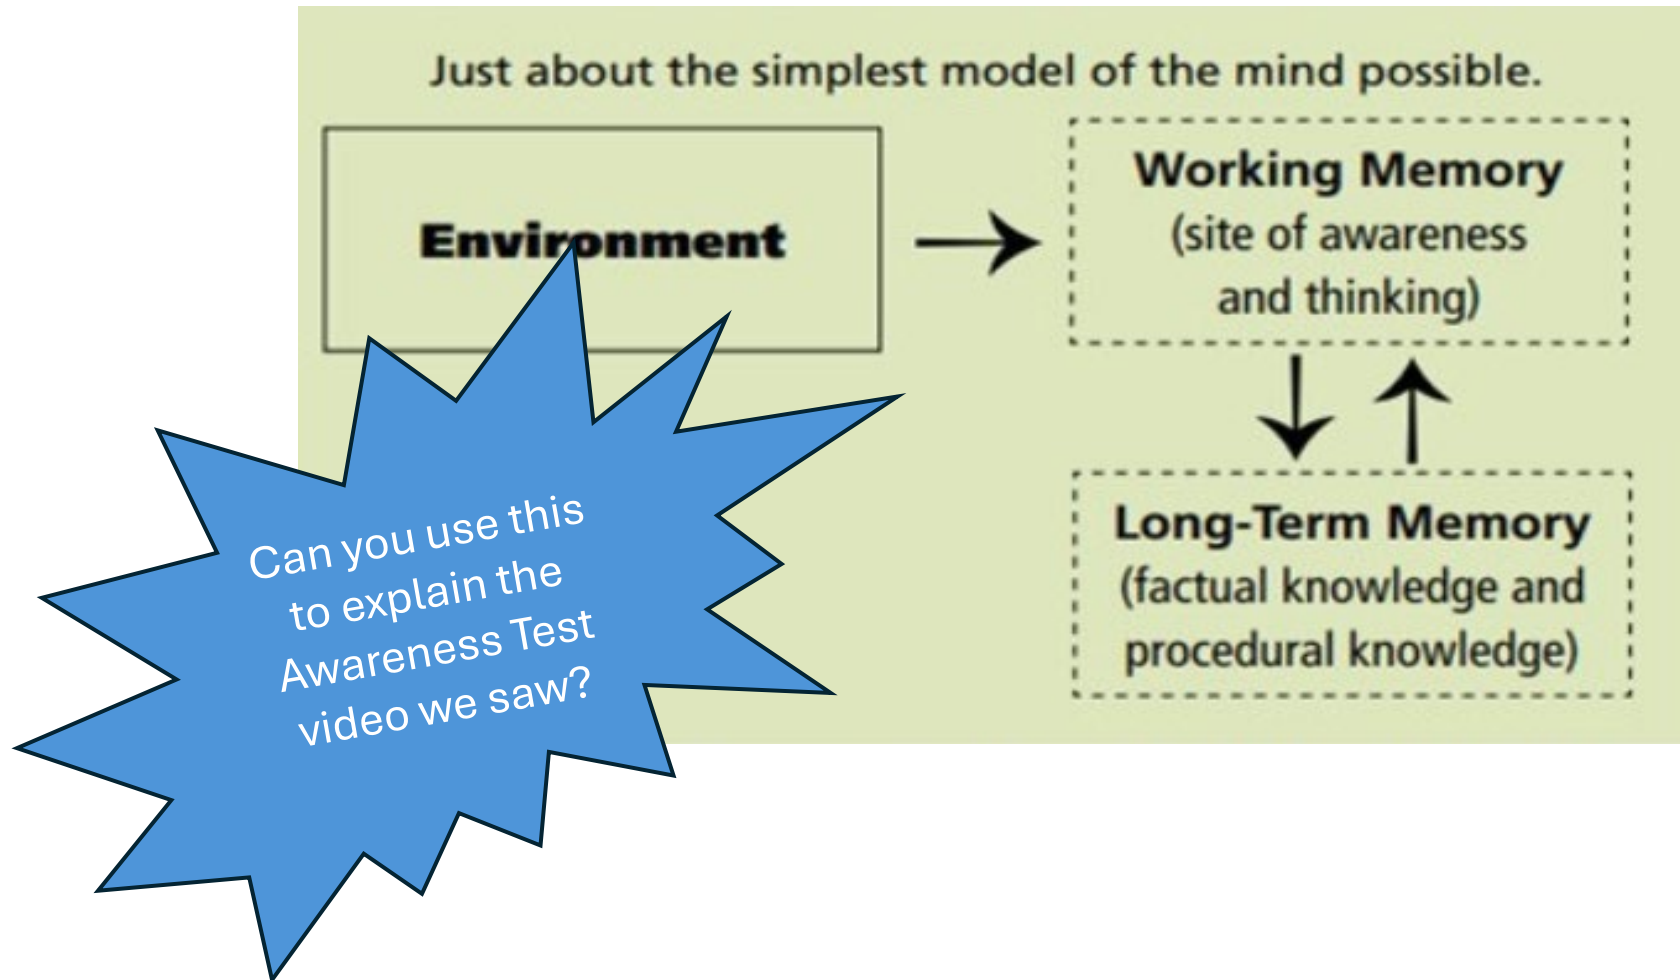 Just about the simplest model of the mind possible.
Environment
Working Memory
(site of awareness
and thinking)
Long-Term Memory
(factual knowledge and
procedural knowledge)
Can you use this
to explain the
Awareness Test
video we saw?